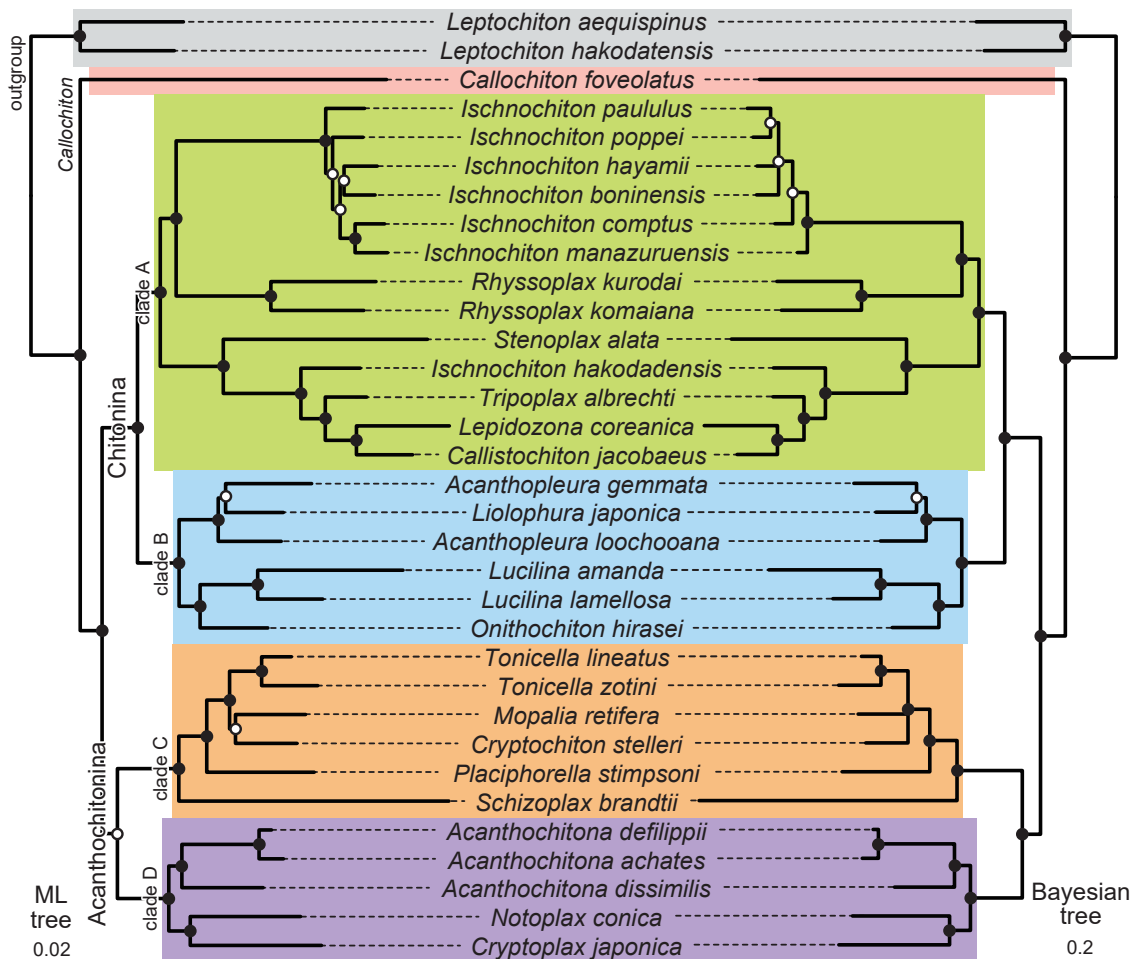 Leptochiton aequispinus
Leptochiton hakodatensis
outgroup
Callochiton foveolatus
Callochiton
Ischnochiton paululus
Ischnochiton poppei
Ischnochiton hayamii
Ischnochiton boninensis
Ischnochiton comptus
Ischnochiton manazuruensis
clade A
Rhyssoplax kurodai
Rhyssoplax komaiana
Stenoplax alata
Ischnochiton hakodadensis
Tripoplax albrechti
Lepidozona coreanica
Callistochiton jacobaeus
Chitonina
Acanthopleura gemmata
Liolophura japonica
Acanthopleura loochooana
clade B
Lucilina amanda
Lucilina lamellosa
Onithochiton hirasei
Tonicella lineatus
Tonicella zotini
Mopalia retifera
Cryptochiton stelleri
clade C
Placiphorella stimpsoni
Schizoplax brandtii
Acanthochitonina
Acanthochitona defilippii
Acanthochitona achates
Acanthochitona dissimilis
clade D
Notoplax conica
Cryptoplax japonica
ML
tree
0.02
Bayesian
tree
0.2